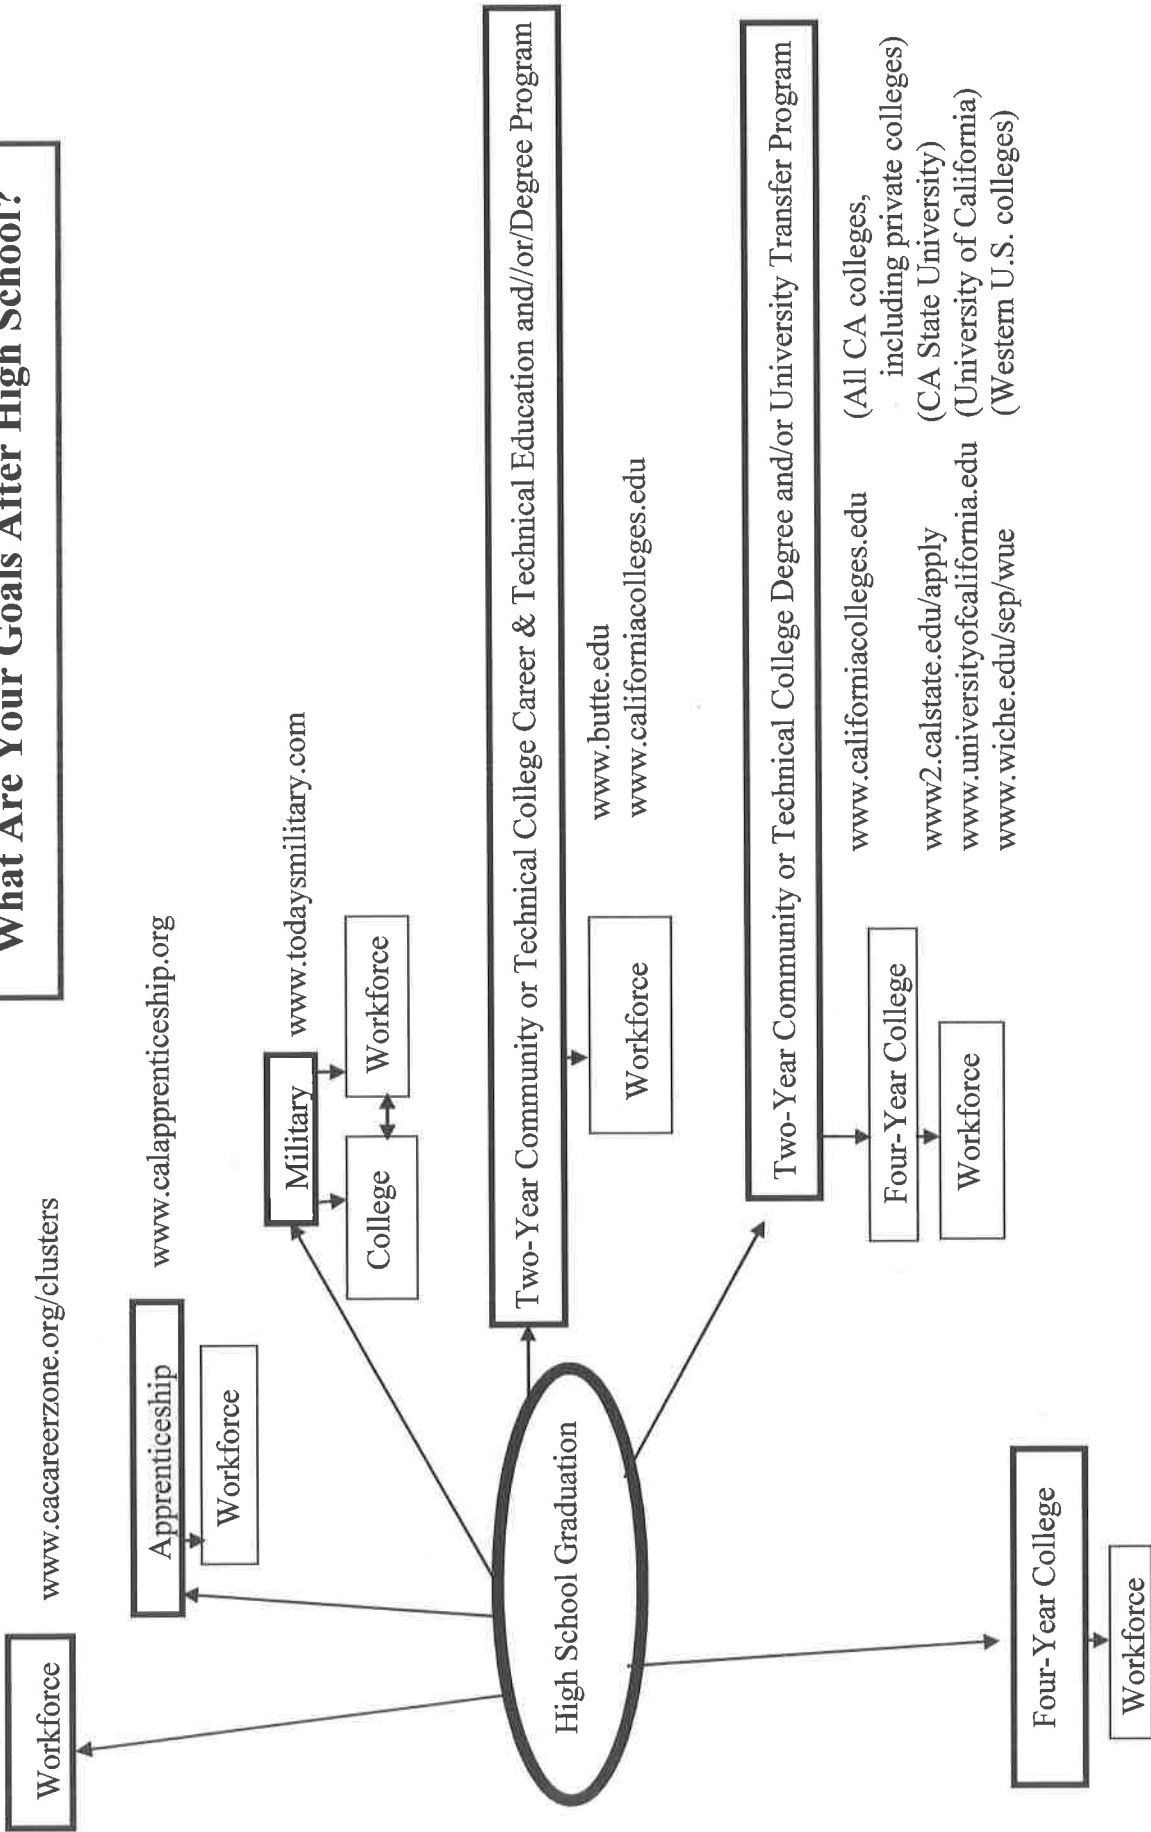 What Are Your Goals After High School?
Workforce
www.cacareerzone.org/clusters
Apprenticeship
www.calapprenticeship.org
Workforce
Military
www.todaysmilitary.com
College
Workforce
Two-Year Community or Technical College Career & Technical Education and//or/Degree Program
Workforce
www.butte.edu
www.californiacolleges.edu
High School Graduation
Two-Year Community or Technical College Degree and/or University Transfer Program
Four-Year College
Workforce
www.californiacolleges.edu (All CA colleges,
including private colleges)
www2.calstate.edu/apply (CA State University)
www.universityofcalifornia.edu (University of California)
www.wiche.edu/sep/wue (Western U.S. colleges)
Four-Year College
Workforce